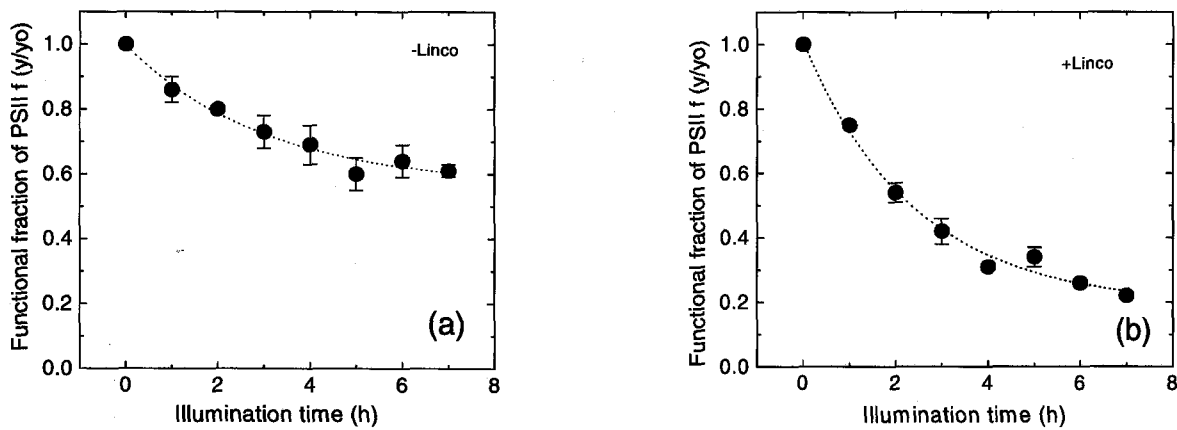 Functional fraction of PSII f (y/yo)
1.0
0.8
0.6
0.4
0.2
0.0
-Linco
(a)
0 2 4 6 8
Illumination time (h)
Functional fraction of PSII f (y/yo)
1.0
0.8
0.6
0.4
0.2
0.0
+Linco
(b)
0 2 4 6 8
Illumination time (h)